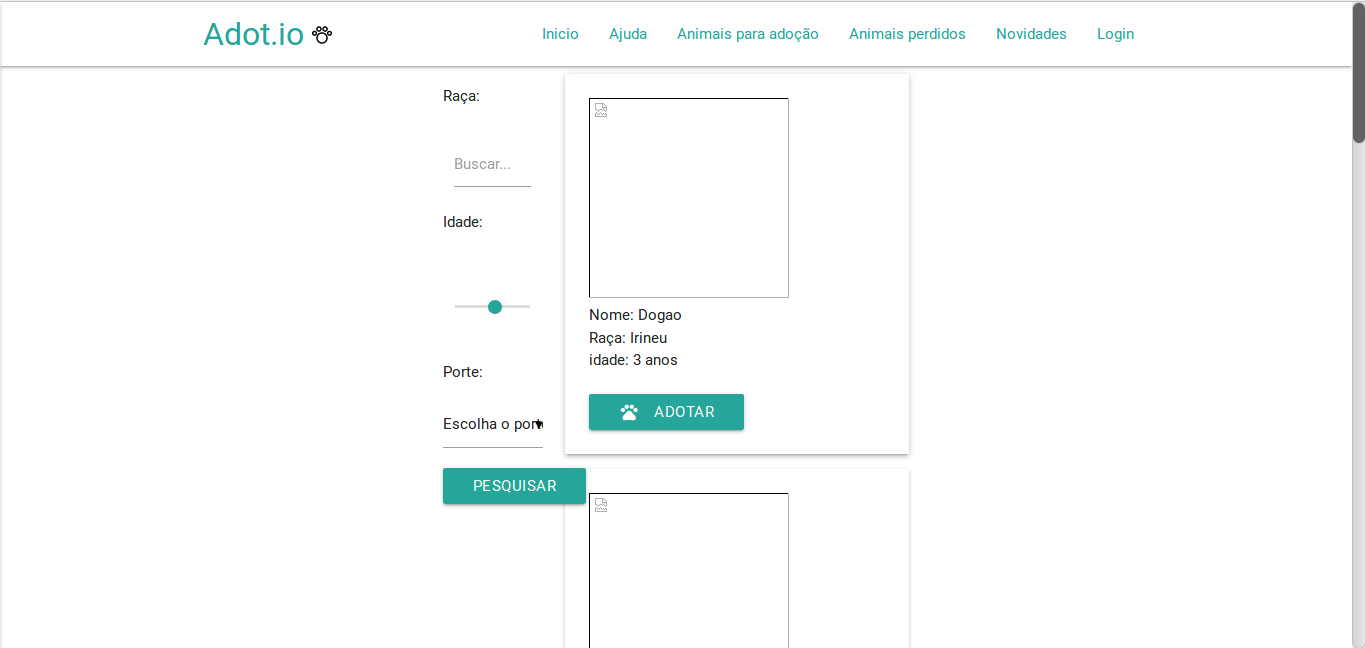 Adot.io
Inicio Ajuda Animais para adoção Animais perdidos Novidades Login
Raça:
Buscar...
Idade:
Porte:
Escolha o porte
PESQUISAR
Nome: Dogao
Raça: Irineu
idade: 3 anos
ADOTAR